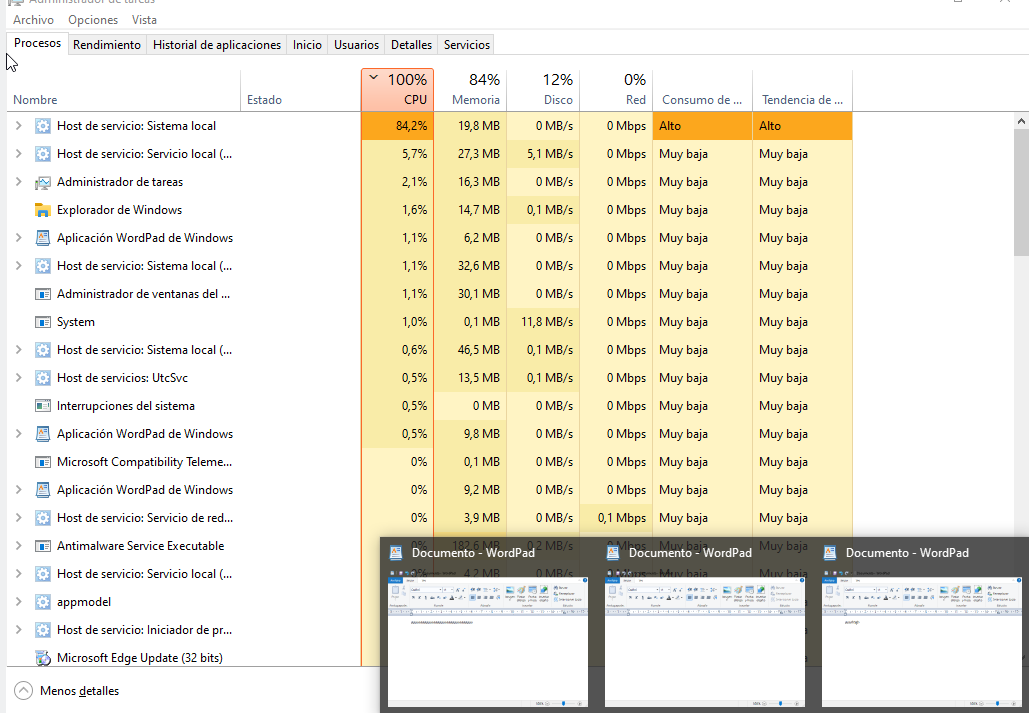 Administrador de tareas
Archivo Opciones Vista
Procesos Rendimiento Historial de aplicaciones Inicio Usuarios Detalles Servicios
100% 84% 12% 0%
Nombre Estado CPU Memoria Disco Red Consumo de ... Tendencia de ...
Host de servicio: Sistema local 84,2% 19,8 MB 0 MB/s 0 Mbps Alto Alto
Host de servicio: Servicio local (... 5,7% 27,3 MB 5,1 MB/s 0 Mbps Muy baja Muy baja
Administrador de tareas 2,1% 16,3 MB 0 MB/s 0 Mbps Muy baja Muy baja
Explorador de Windows 1,6% 14,7 MB 0,1 MB/s 0 Mbps Muy baja Muy baja
Aplicación WordPad de Windows 1,1% 6,2 MB 0 MB/s 0 Mbps Muy baja Muy baja
Host de servicio: Sistema local (... 1,1% 32,6 MB 0 MB/s 0 Mbps Muy baja Muy baja
Administrador de ventanas del ... 1,1% 30,1 MB 0 MB/s 0 Mbps Muy baja Muy baja
System 1,0% 0,1 MB 11,8 MB/s 0 Mbps Muy baja Muy baja
Host de servicio: Sistema local (... 0,6% 46,5 MB 0,1 MB/s 0 Mbps Muy baja Muy baja
Host de servicios: UtcSvc 0,5% 13,5 MB 0,1 MB/s 0 Mbps Muy baja Muy baja
Interrupciones del sistema 0,5% 0 MB 0 MB/s 0 Mbps Muy baja Muy baja
Aplicación WordPad de Windows 0,5% 9,8 MB 0 MB/s 0 Mbps Muy baja Muy baja
Microsoft Compatibility Teleme... 0% 0,1 MB 0 MB/s 0 Mbps Muy baja Muy baja
Aplicación WordPad de Windows 0% 9,2 MB 0 MB/s 0 Mbps Muy baja Muy baja
Host de servicio: Servicio de red... 0% 3,9 MB 0 MB/s 0,1 Mbps Muy baja Muy baja
Antimalware Service Executable 0% 182,6 MB 0,2 MB/s 0 Mbps Muy baja Muy baja
Documento - WordPad Documento - WordPad Documento - WordPad
Host de servicio: Servicio local (... 4,2 MB
appmodel
Host de servicio: Iniciador de pr...
Microsoft Edge Update (32 bits)
Menos detalles